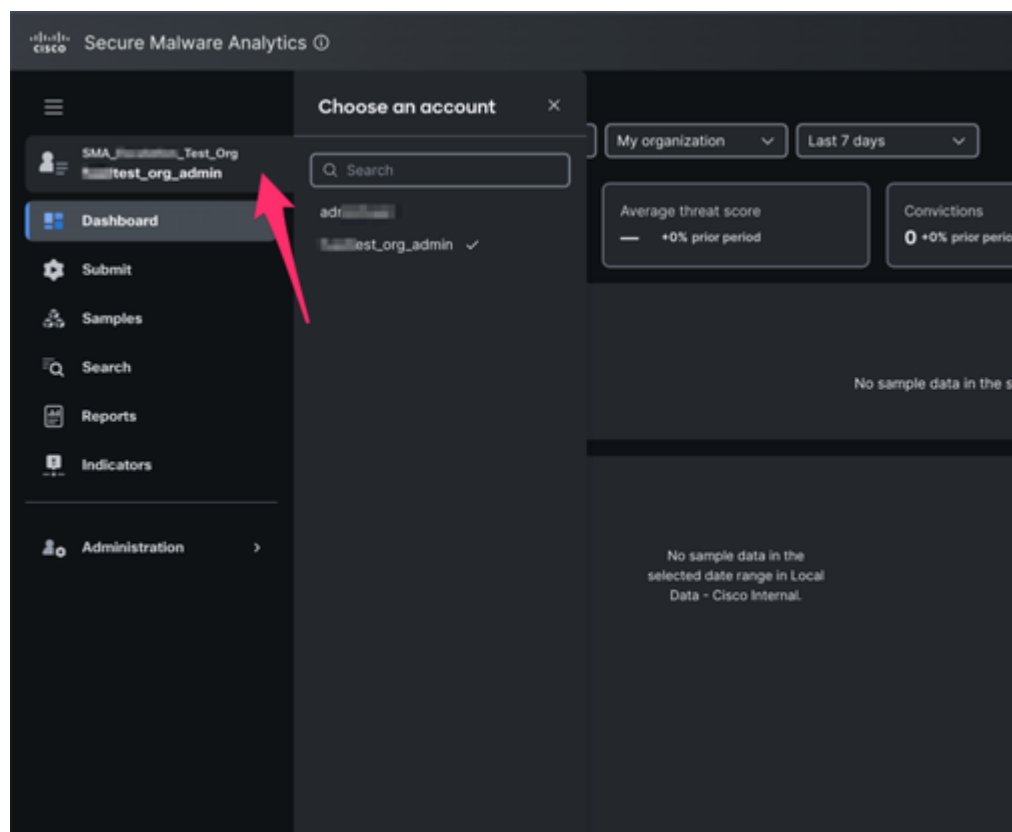 cisco Secure Malware Analytics
Choose an account
SMA_ _Test_Org
test_org_admin
My organization
Last 7 days
Search
Dashboard
Average threat score
Convictions
— +0% prior period
0 +0% prior perio
est_org_admin
Submit
Samples
Search
No sample data in the s
Reports
Indicators
Administration
No sample data in the
selected date range in Local
Data - Cisco Internal.